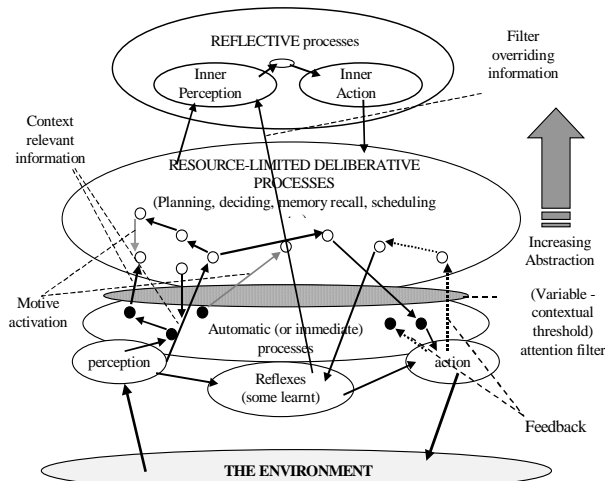 REFLECTIVE processes
Filter
overriding
information
Inner
Perception
Inner
Action
Context
relevant
information
RESOURCE-LIMITED DELIBERATIVE
PROCESSES
(Planning, deciding, memory recall, scheduling
Increasing
Abstraction
Motive
activation
(Variable -
contextual
threshold)
attention filter
Automatic (or immediate)
processes
perception
Reflexes
(some learnt)
action
Feedback
THE ENVIRONMENT